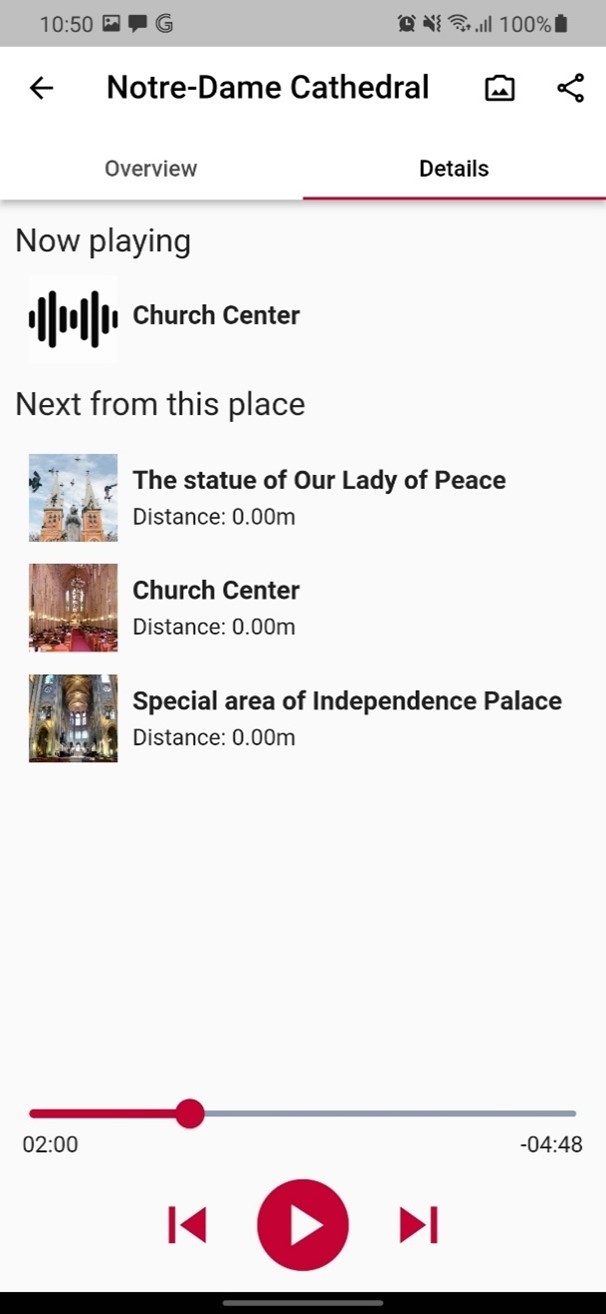 10:50 100%
Notre-Dame Cathedral
Overview Details
Now playing
Church Center
Next from this place
The statue of Our Lady of Peace
Distance: 0.00m
Church Center
Distance: 0.00m
Special area of Independence Palace
Distance: 0.00m
02:00 -04:48